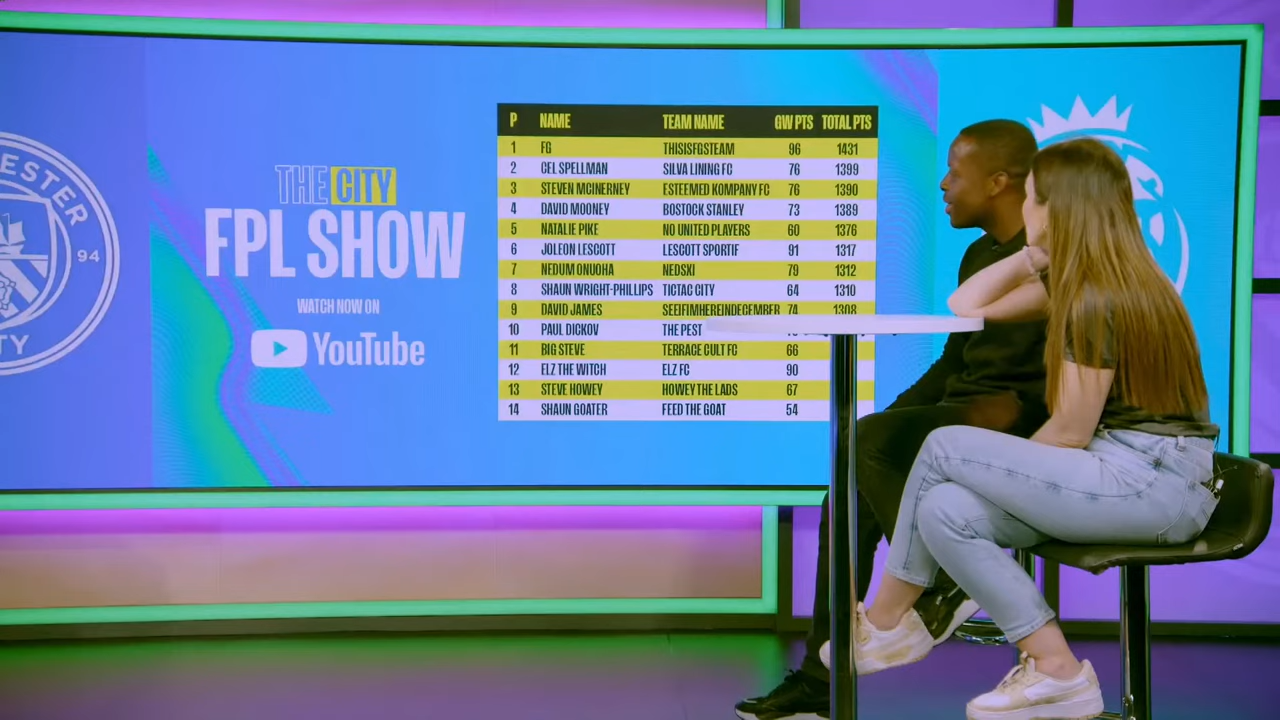 CHESTER
94
TY
THE CITY
FPL SHOW
WATCH NOW ON
YouTube
P NAME TEAM NAME GW PTS TOTAL PTS
1 FG THISISFGSTEAM 96 1431
2 CEL SPELLMAN SILVA LINING FC 76 1399
3 STEVEN MCINERNEY ESTEEMED KOMPANY FC 76 1390
4 DAVID MOONEY BOSTOCK STANLEY 73 1389
5 NATALIE PIKE NO UNITED PLAYERS 60 1376
6 JOLEON LESCOTT LESCOTT SPORTIF 91 1317
7 NEDUM ONUOHA NEDSKI 79 1312
8 SHAUN WRIGHT-PHILLIPS TICTAC CITY 64 1310
9 DAVID JAMES SEEIFIMHEREINDECEMBER 74 1308
10 PAUL DICKOV THE PEST
11 BIG STEVE TERRACE CULT FC 66
12 ELZ THE WITCH ELZ FC 90
13 STEVE HOWEY HOWEY THE LADS 67
14 SHAUN GOATER FEED THE GOAT 54